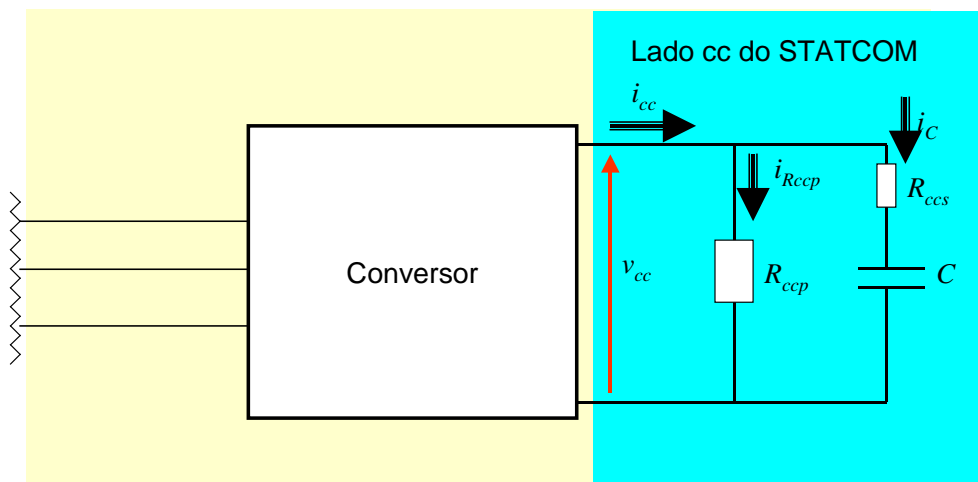 Lado cc do STATCOM
i_cc
i_C
i_Rccp
R_ccs
Conversor
v_cc
R_ccp
C